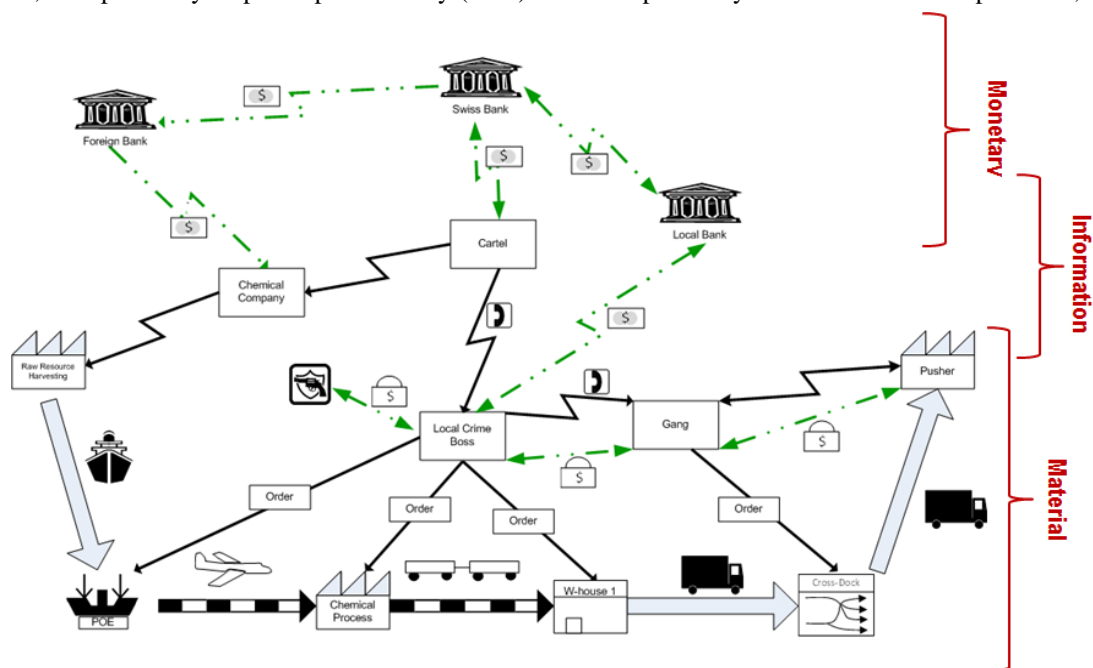 $
Swiss Bank
Foreign Bank
$
$
Monetary
$
Local Bank
Cartel
Chemical
Company
Information
$
Raw Resource
Harvesting
Pusher
$
Local Crime
Boss
Gang
$
$
Material
Order
Order
Order
Order
POE
Chemical
Process
W-house 1
Cross-Dock